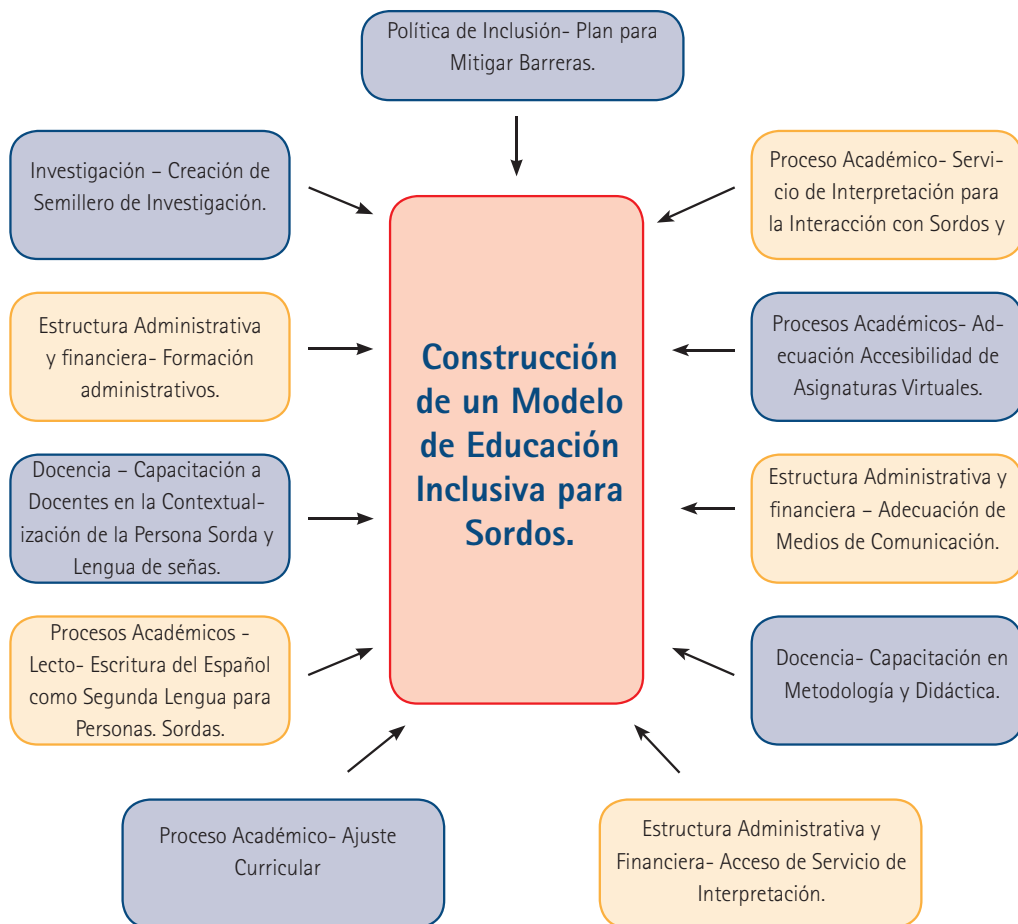 Política de Inclusión- Plan para
Mitigar Barreras.
Investigación – Creación de
Semillero de Investigación.
Proceso Académico- Servi-
cio de Interpretación para
la Interacción con Sordos y
Estructura Administrativa
y financiera- Formación
administrativos.
Procesos Académicos- Ad-
ecuación Accesibilidad de
Asignaturas Virtuales.
Construcción
de un Modelo
de Educación
Inclusiva para
Sordos.
Docencia – Capacitación a
Docentes en la Contextual-
ización de la Persona Sorda y
Lengua de señas.
Estructura Administrativa y
financiera – Adecuación de
Medios de Comunicación.
Procesos Académicos -
Lecto- Escritura del Español
como Segunda Lengua para
Personas. Sordas.
Docencia- Capacitación en
Metodología y Didáctica.
Proceso Académico- Ajuste
Curricular
Estructura Administrativa y
Financiera- Acceso de Servicio de
Interpretación.